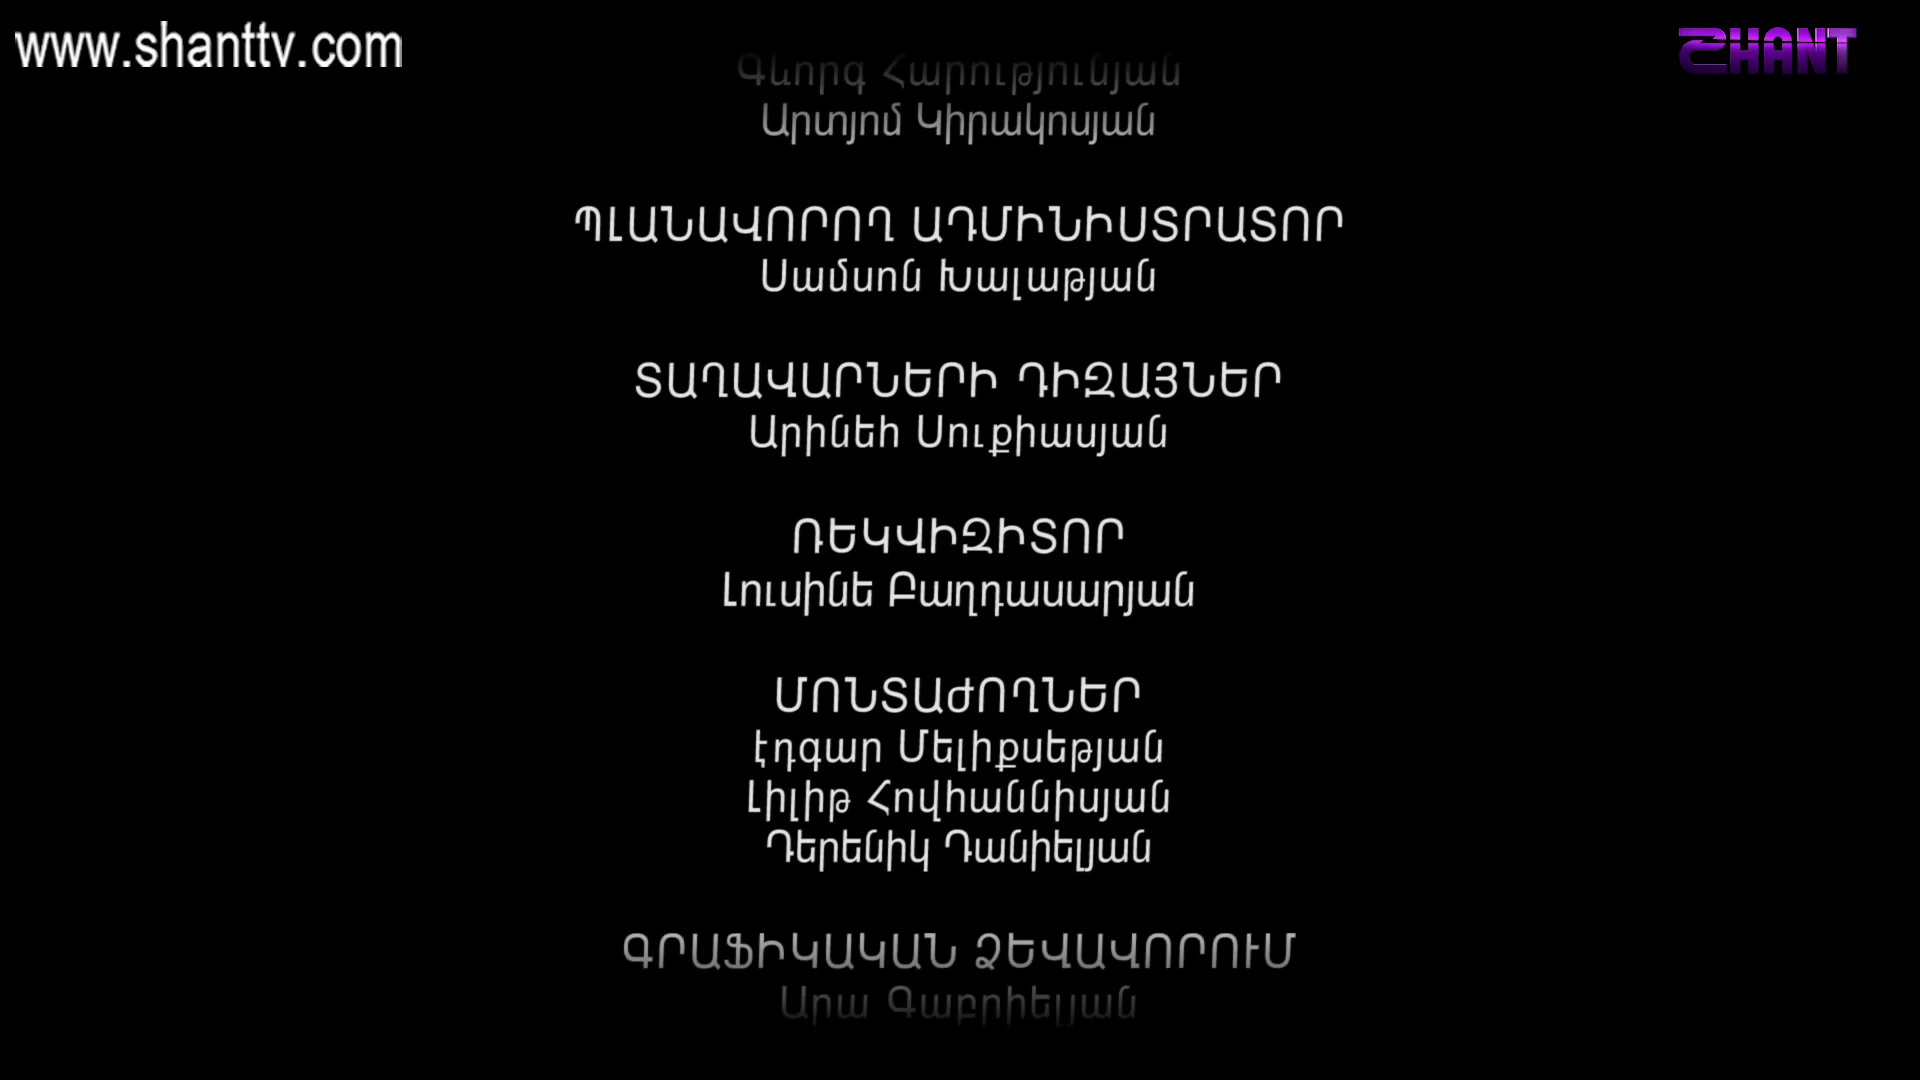 www.shanttv.com
SHANT
Գևորգ Հարությունյան
Արտյոմ Կիրակոսյան
ՊԼԱՆԱՎՈՐՈՂ ԱԴՄԻՆԻՍՏՐԱՏՈՐ
Սամսոն Խալաթյան
ՏԱՂԱՎԱՐՆԵՐԻ ԴԻԶԱՅՆԵՐ
Արինեհ Սուքիասյան
ՌԵԿՎԻԶԻՏՈՐ
Լուսինե Բաղդասարյան
ՄՈՆՏԱԺՈՂՆԵՐ
Էդգար Մելիքսեթյան
Լիլիթ Հովհաննիսյան
Դերենիկ Դանիելյան
ԳՐԱՖԻԿԱԿԱՆ ՁԵՎԱՎՈՐՈՒՄ
Արա Գաբրիելյան